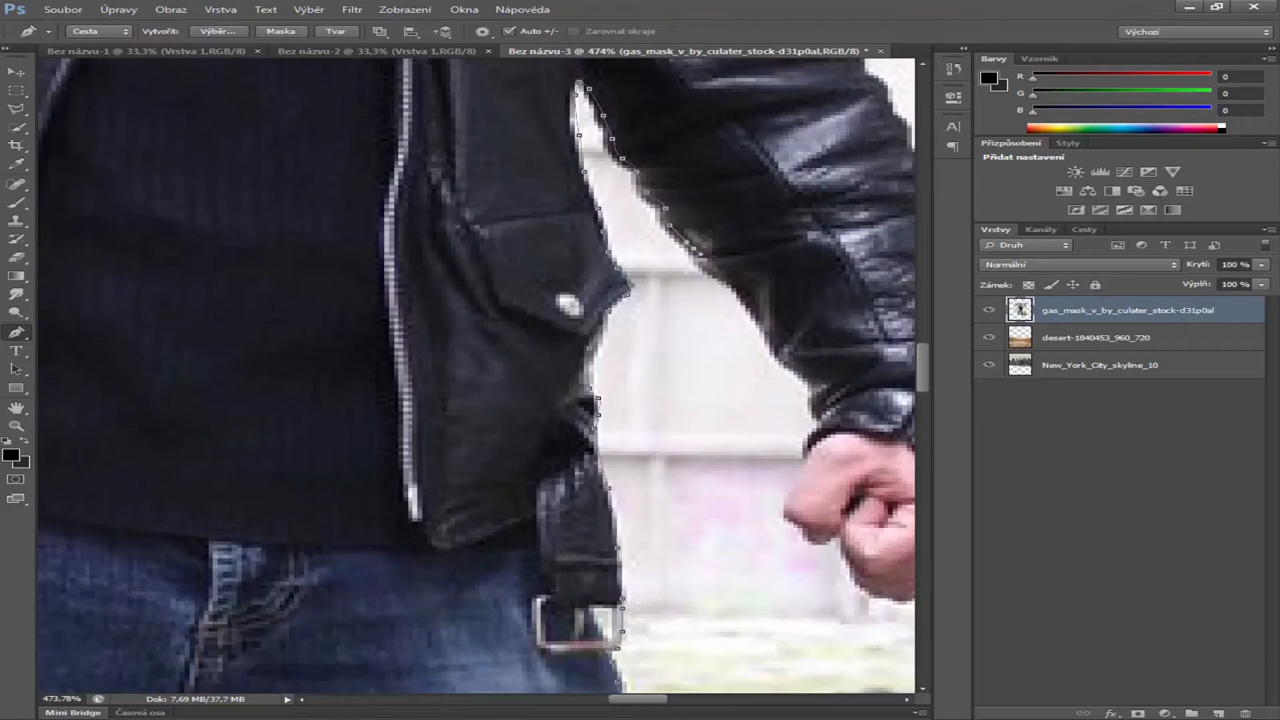 Ps Soubor Úpravy Obraz Vrstva Text Výběr Filtr Zobrazení Okna Nápověda
Cesta Vytvořit: Výběr... Maska Tvar Auto +/- Zarovnat okraje Výchozí
Bez názvu-1 @ 33,3% (Vrstva 1,RGB/8) × Bez názvu-2 @ 33,3% (Vrstva 1,RGB/8) × Bez názvu-3 @ 474% (gas_mask_v_by_culater_stock-d31p0al,RGB/8) * ×
Barvy Vzorník
R 0
G 0
B 0
Přizpůsobení Styly
Přidat nastavení
Vrstvy Kanály Cesty
Druh
Normální Krytí: 100 %
Zámek: Výplň: 100 %
gas_mask_v_by_culater_stock-d31p0al
desert-1840453_960_720
New_York_City_skyline_10
473,78% Dok: 7,69 MB/37,7 MB
Mini Bridge Časová osa